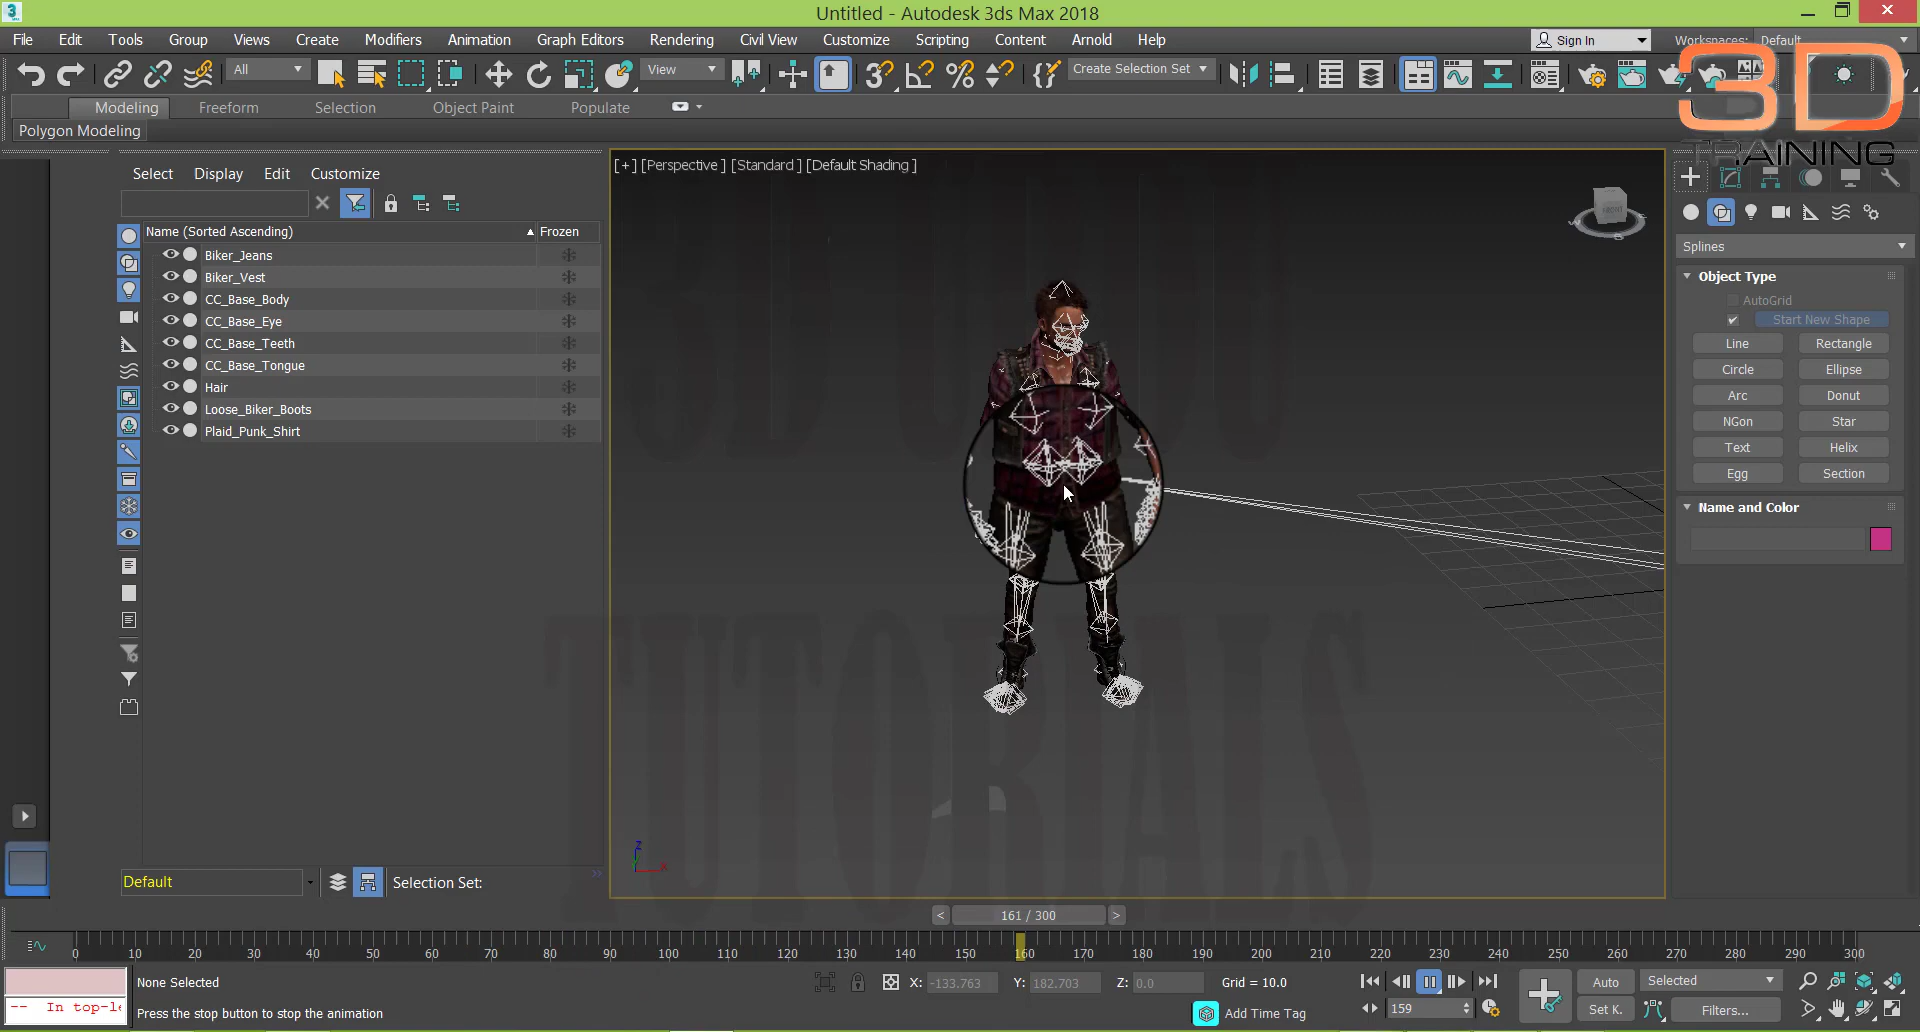 Untitled - Autodesk 3ds Max 2018
File Edit Tools Group Views Create Modifiers Animation Graph Editors Rendering Civil View Customize Scripting Content Arnold Help Sign In Workspaces: Default
All View Create Selection Set
3D TRAINING
Modeling Freeform Selection Object Paint Populate
Polygon Modeling
Select Display Edit Customize
[+] [Perspective ] [Standard ] [Default Shading ]
Name (Sorted Ascending) Frozen
Biker_Jeans
Biker_Vest
CC_Base_Body
CC_Base_Eye
CC_Base_Teeth
CC_Base_Tongue
Hair
Loose_Biker_Boots
Plaid_Punk_Shirt
Splines
Object Type
AutoGrid
Start New Shape
Line Rectangle
Circle Ellipse
Arc Donut
NGon Star
Text Helix
Egg Section
Name and Color
TUTORIALS
Default Selection Set:
161 / 300
0 10 20 30 40 50 60 70 80 90 100 110 120 130 140 150 160 170 180 190 200 210 220 230 240 250 260 270 280 290 300
None Selected X: -133.763 Y: 182.703 Z: 0.0 Grid = 10.0 Auto Selected
-- In top-le Press the stop button to stop the animation Add Time Tag 159 Set K. Filters...